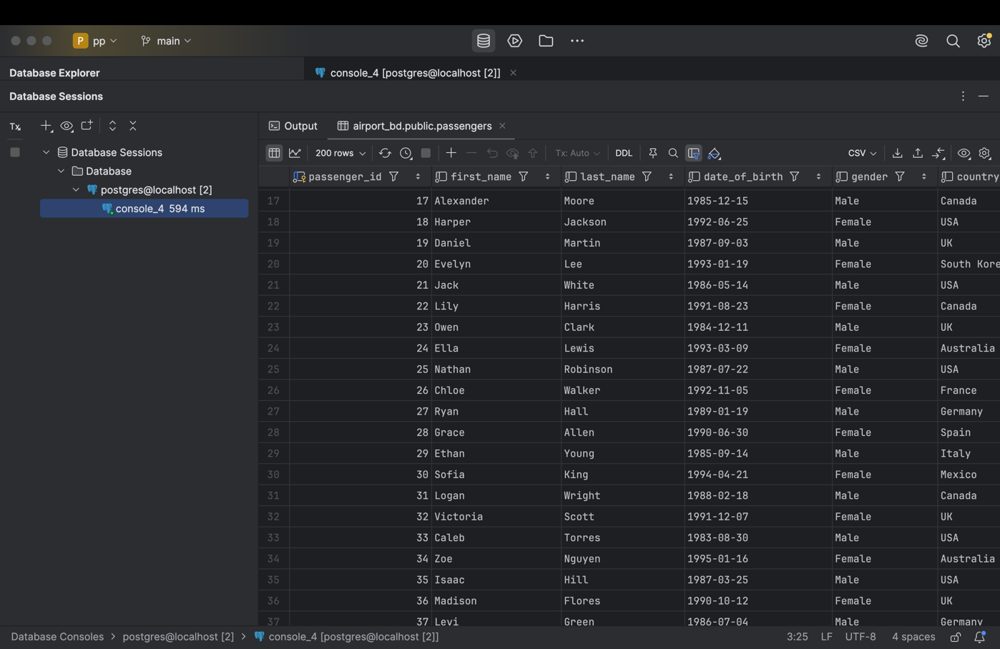 P pp main
Database Explorer
console_4 [postgres@localhost [2]]
Database Sessions
Tx
Output airport_bd.public.passengers
Database Sessions
Database
postgres@localhost [2]
console_4 594 ms
200 rows Tx: Auto DDL CSV
passenger_id first_name last_name date_of_birth gender country
17 17 Alexander Moore 1985-12-15 Male Canada
18 18 Harper Jackson 1992-06-25 Female USA
19 19 Daniel Martin 1987-09-03 Male UK
20 20 Evelyn Lee 1993-01-19 Female South Kore
21 21 Jack White 1986-05-14 Male USA
22 22 Lily Harris 1991-08-23 Female Canada
23 23 Owen Clark 1984-12-11 Male UK
24 24 Ella Lewis 1993-03-09 Female Australia
25 25 Nathan Robinson 1987-07-22 Male USA
26 26 Chloe Walker 1992-11-05 Female France
27 27 Ryan Hall 1989-01-19 Male Germany
28 28 Grace Allen 1990-06-30 Female Spain
29 29 Ethan Young 1985-09-14 Male Italy
30 30 Sofia King 1994-04-21 Female Mexico
31 31 Logan Wright 1988-02-18 Male Canada
32 32 Victoria Scott 1991-12-07 Female UK
33 33 Caleb Torres 1983-08-30 Male USA
34 34 Zoe Nguyen 1995-01-16 Female Australia
35 35 Isaac Hill 1987-03-25 Male USA
36 36 Madison Flores 1990-10-12 Female UK
37 37 Levi Green 1986-07-04 Male Germany
Database Consoles > postgres@localhost [2] > console_4 [postgres@localhost [2]] 3:25 LF UTF-8 4 spaces